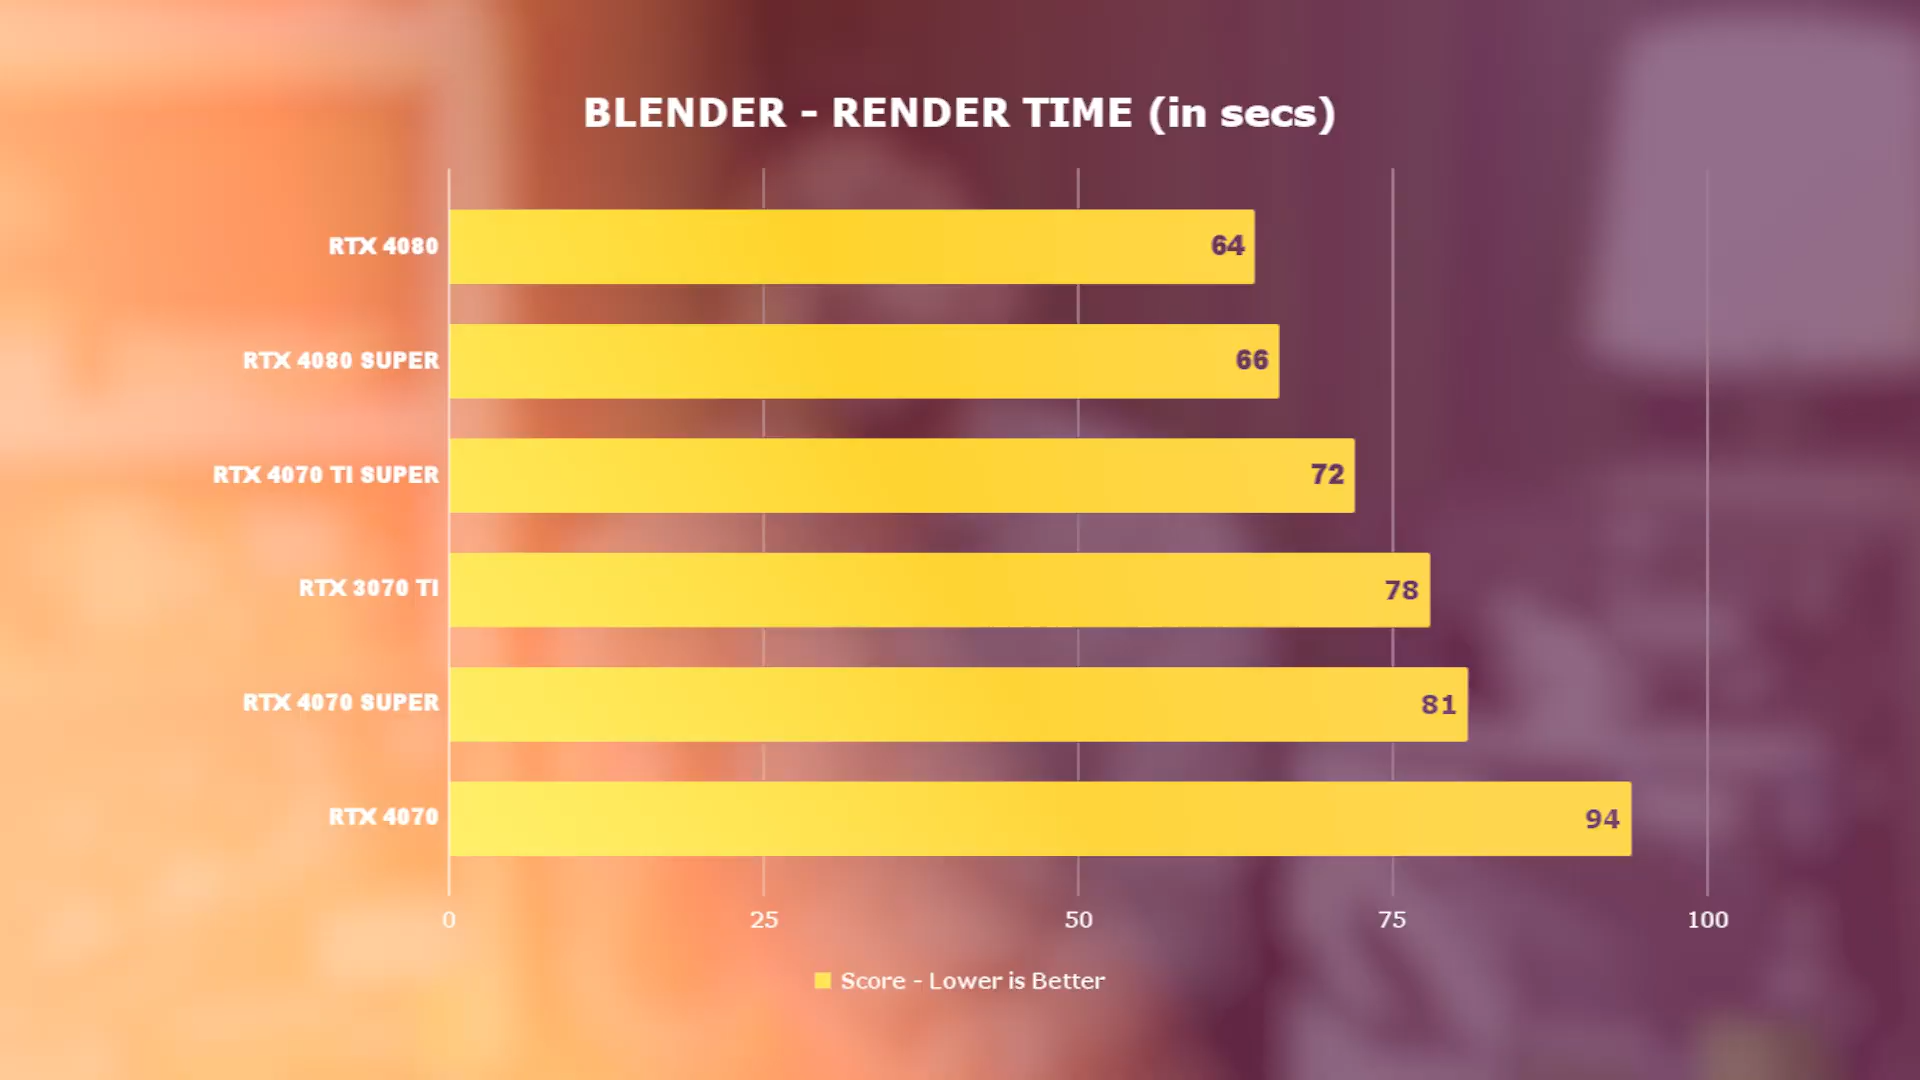 BLENDER - RENDER TIME (in secs)
RTX 4080 64
RTX 4080 SUPER 66
RTX 4070 TI SUPER 72
RTX 3070 TI 78
RTX 4070 SUPER 81
RTX 4070 94
0 25 50 75 100
Score - Lower is Better